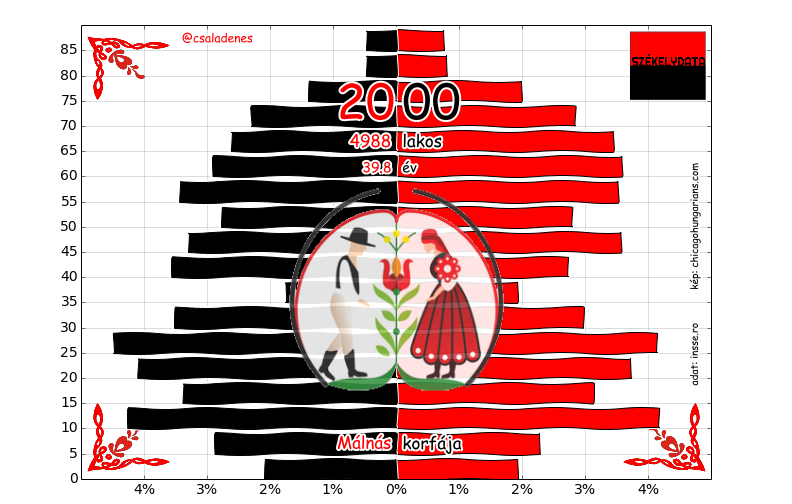 @csaladenes
SZÉKELYDATA
2000
4988 lakos
39.8 év
Málnás korfája
kép: chicagohungarians.com
adat: insse.ro
85
80
75
70
65
60
55
50
45
40
35
30
25
20
15
10
5
0
4% 3% 2% 1% 0% 1% 2% 3% 4%